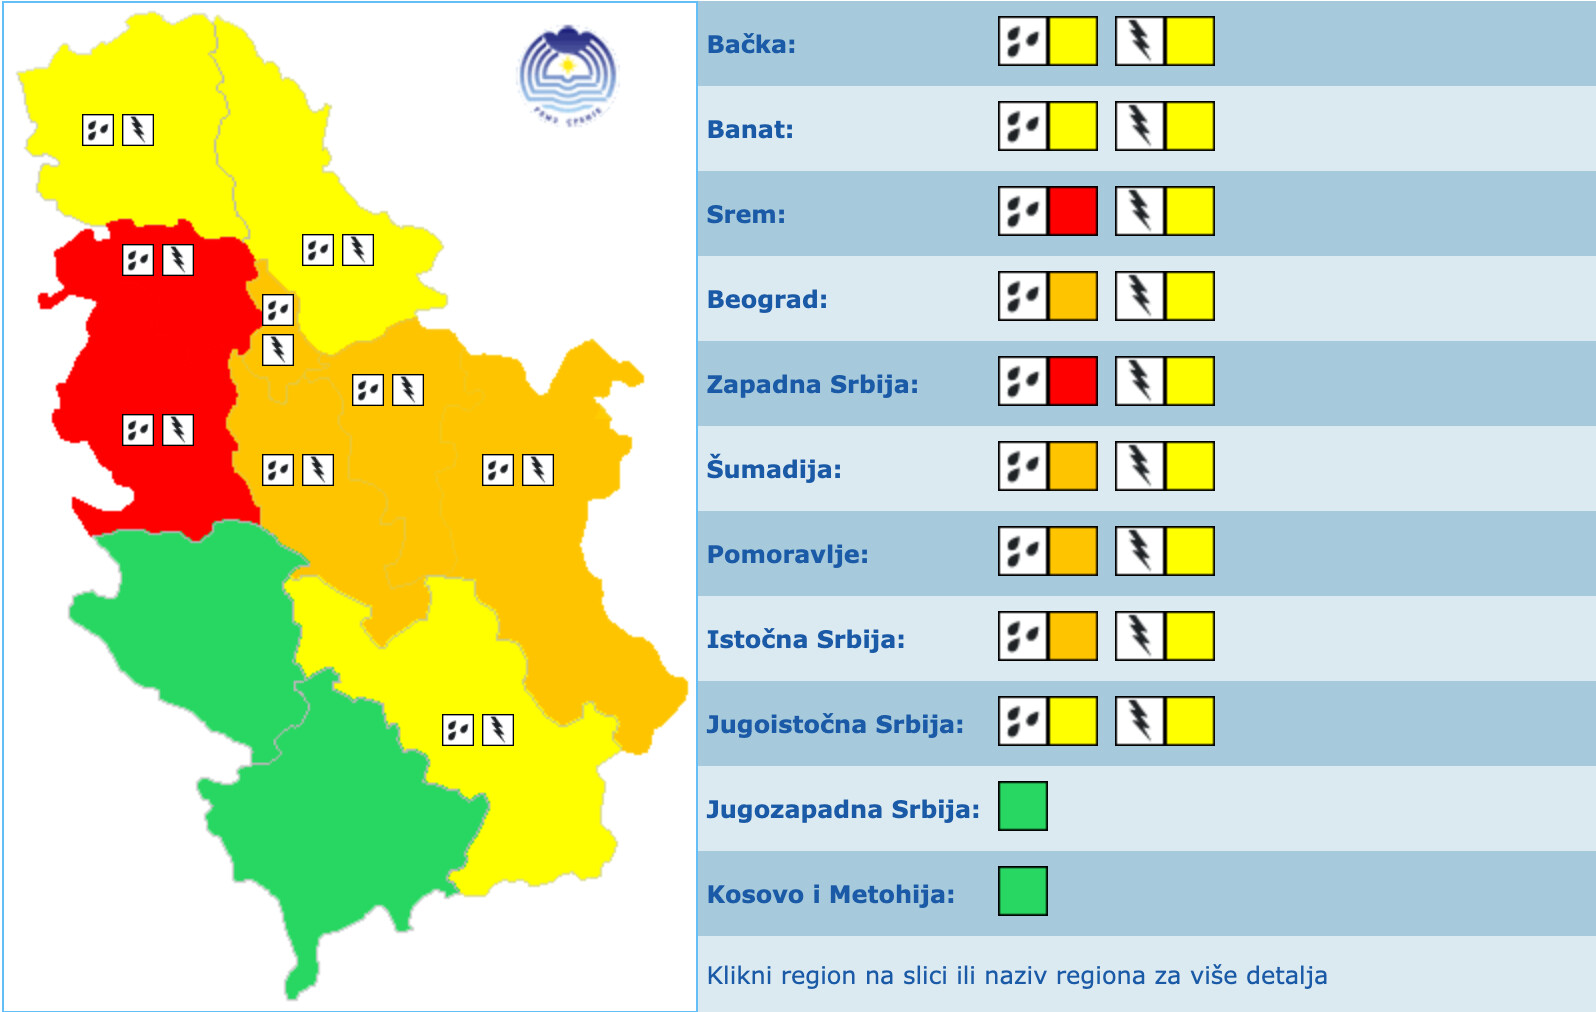 Bačka:
Banat:
Srem:
Beograd:
Zapadna Srbija:
Šumadija:
Pomoravlje:
Istočna Srbija:
Jugoistočna Srbija:
Jugozapadna Srbija:
Kosovo i Metohija:
Klikni region na slici ili naziv regiona za više detalja